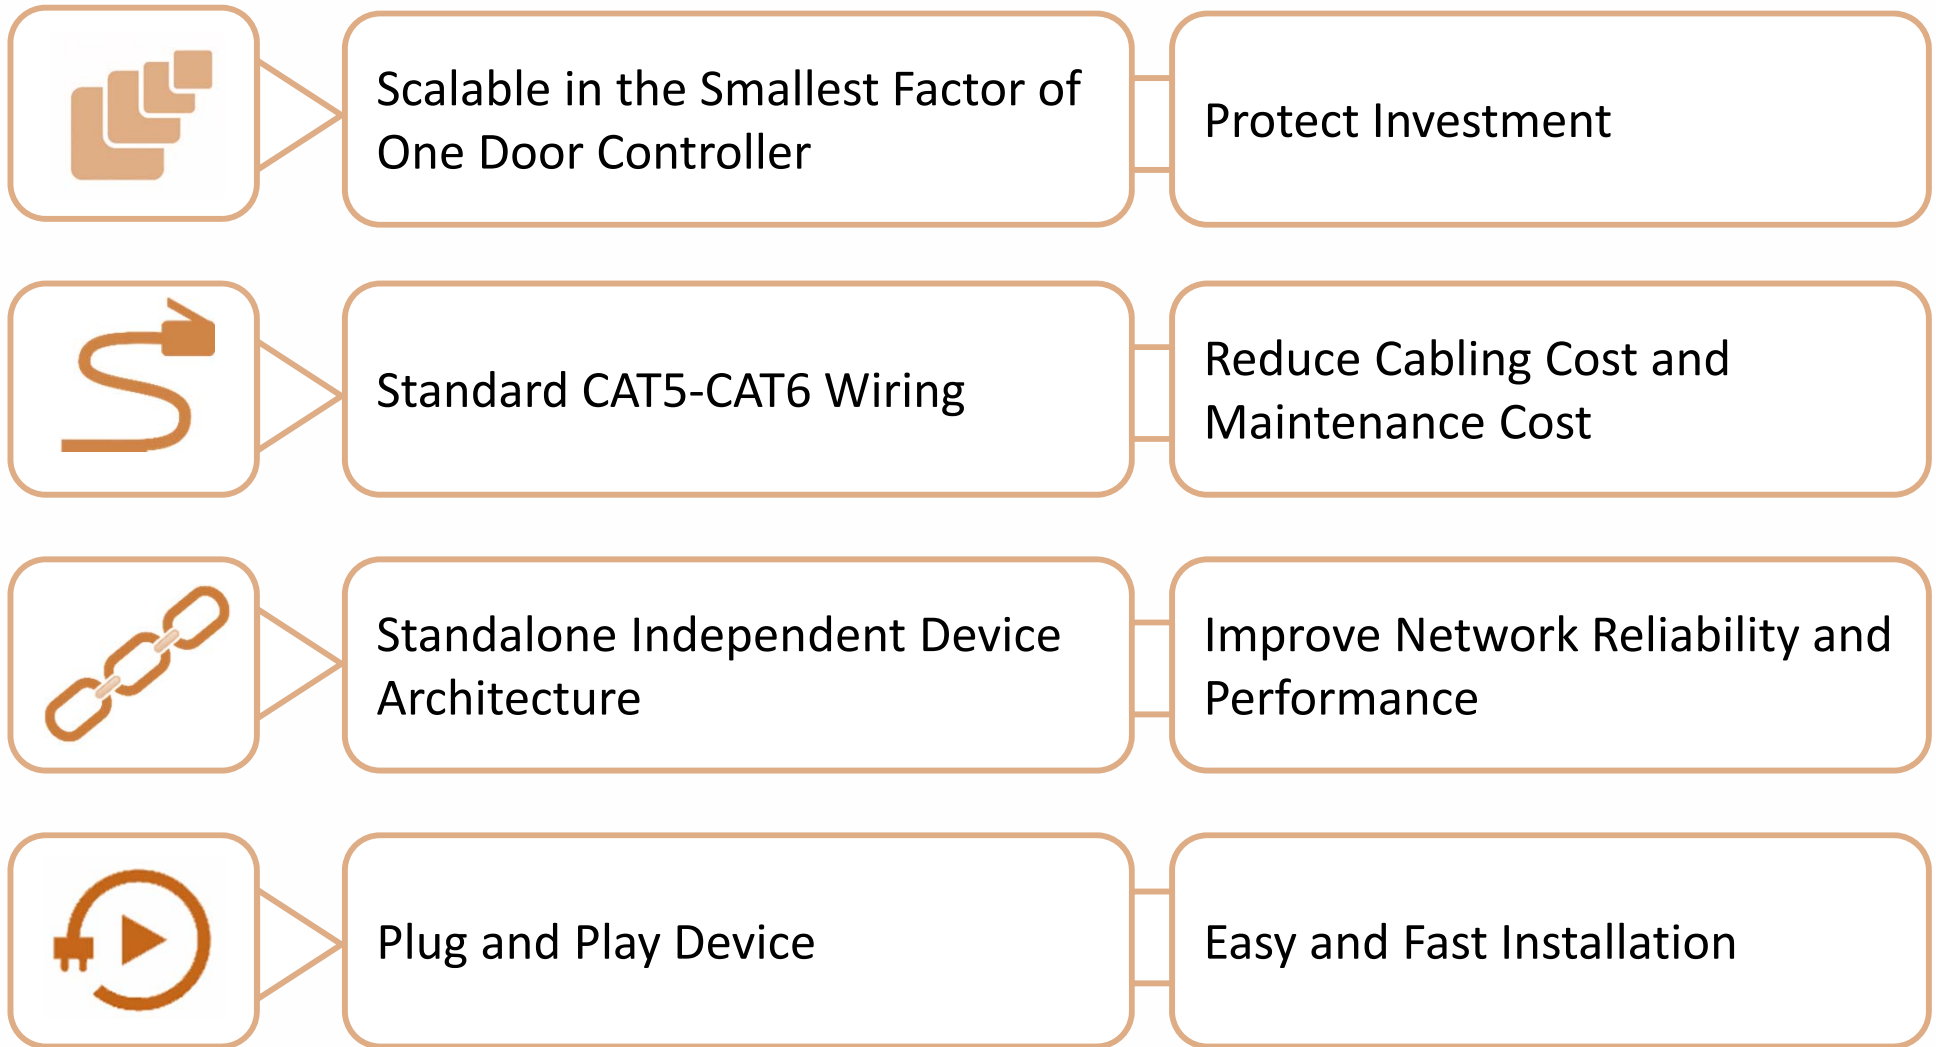 Scalable in the Smallest Factor of
One Door Controller
Protect Investment
Standard CAT5-CAT6 Wiring
Reduce Cabling Cost and
Maintenance Cost
Standalone Independent Device
Architecture
Improve Network Reliability and
Performance
Plug and Play Device
Easy and Fast Installation